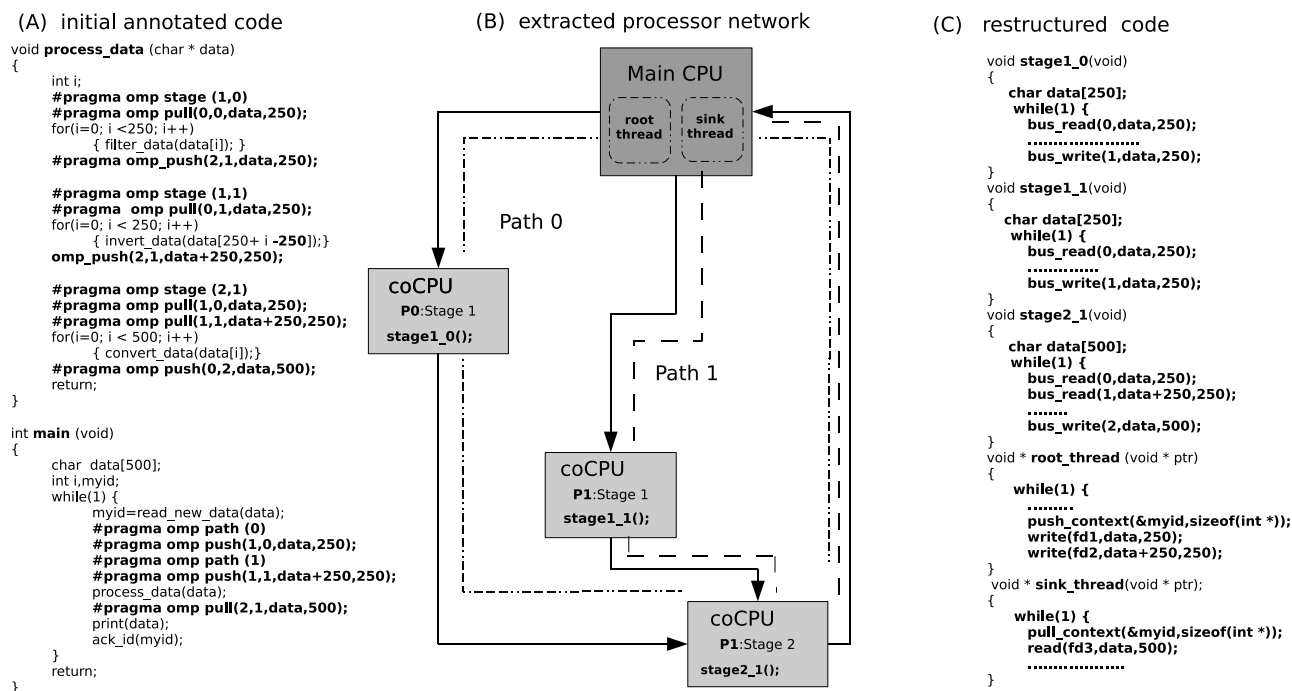 (A) initial annotated code
void process_data (char * data)
{
int i;
#pragma omp stage (1,0)
#pragma omp pull(0,0,data,250);
for(i=0; i <250; i++)
{ filter_data(data[i]); }
#pragma omp_push(2,1,data,250);
#pragma omp stage (1,1)
#pragma omp pull(0,1,data,250);
for(i=0; i < 250; i++)
{ invert_data(data[250+ i -250]);}
omp_push(2,1,data+250,250);
#pragma omp stage (2,1)
#pragma omp pull(1,0,data,250);
#pragma omp pull(1,1,data+250,250);
for(i=0; i < 500; i++)
{ convert_data(data[i]);}
#pragma omp push(0,2,data,500);
return;
}
int main (void)
{
char data[500];
int i,myid;
while(1) {
myid=read_new_data(data);
#pragma omp path (0)
#pragma omp push(1,0,data,250);
#pragma omp path (1)
#pragma omp push(1,1,data+250,250);
process_data(data);
#pragma omp pull(2,1,data,500);
print(data);
ack_id(myid);
}
return;
}
(B) extracted processor network
Main CPU
root
thread
sink
thread
Path 0
coCPU
P0:Stage 1
stage1_0();
Path 1
coCPU
P1:Stage 1
stage1_1();
coCPU
P1:Stage 2
stage2_1();
(C) restructured code
void stage1_0(void)
{
char data[250];
while(1) {
bus_read(0,data,250);
......................
bus_write(1,data,250);
}
void stage1_1(void)
{
char data[250];
while(1) {
bus_read(0,data,250);
..............
bus_write(1,data,250);
}
void stage2_1(void)
{
char data[500];
while(1) {
bus_read(0,data,250);
bus_read(1,data+250,250);
........
bus_write(2,data,500);
}
void * root_thread (void * ptr)
{
while(1) {
.........
push_context(&myid,sizeof(int *));
write(fd1,data,250);
write(fd2,data+250,250);
}
void * sink_thread(void * ptr);
{
while(1) {
pull_context(&myid,sizeof(int *));
read(fd3,data,500);
...................
}